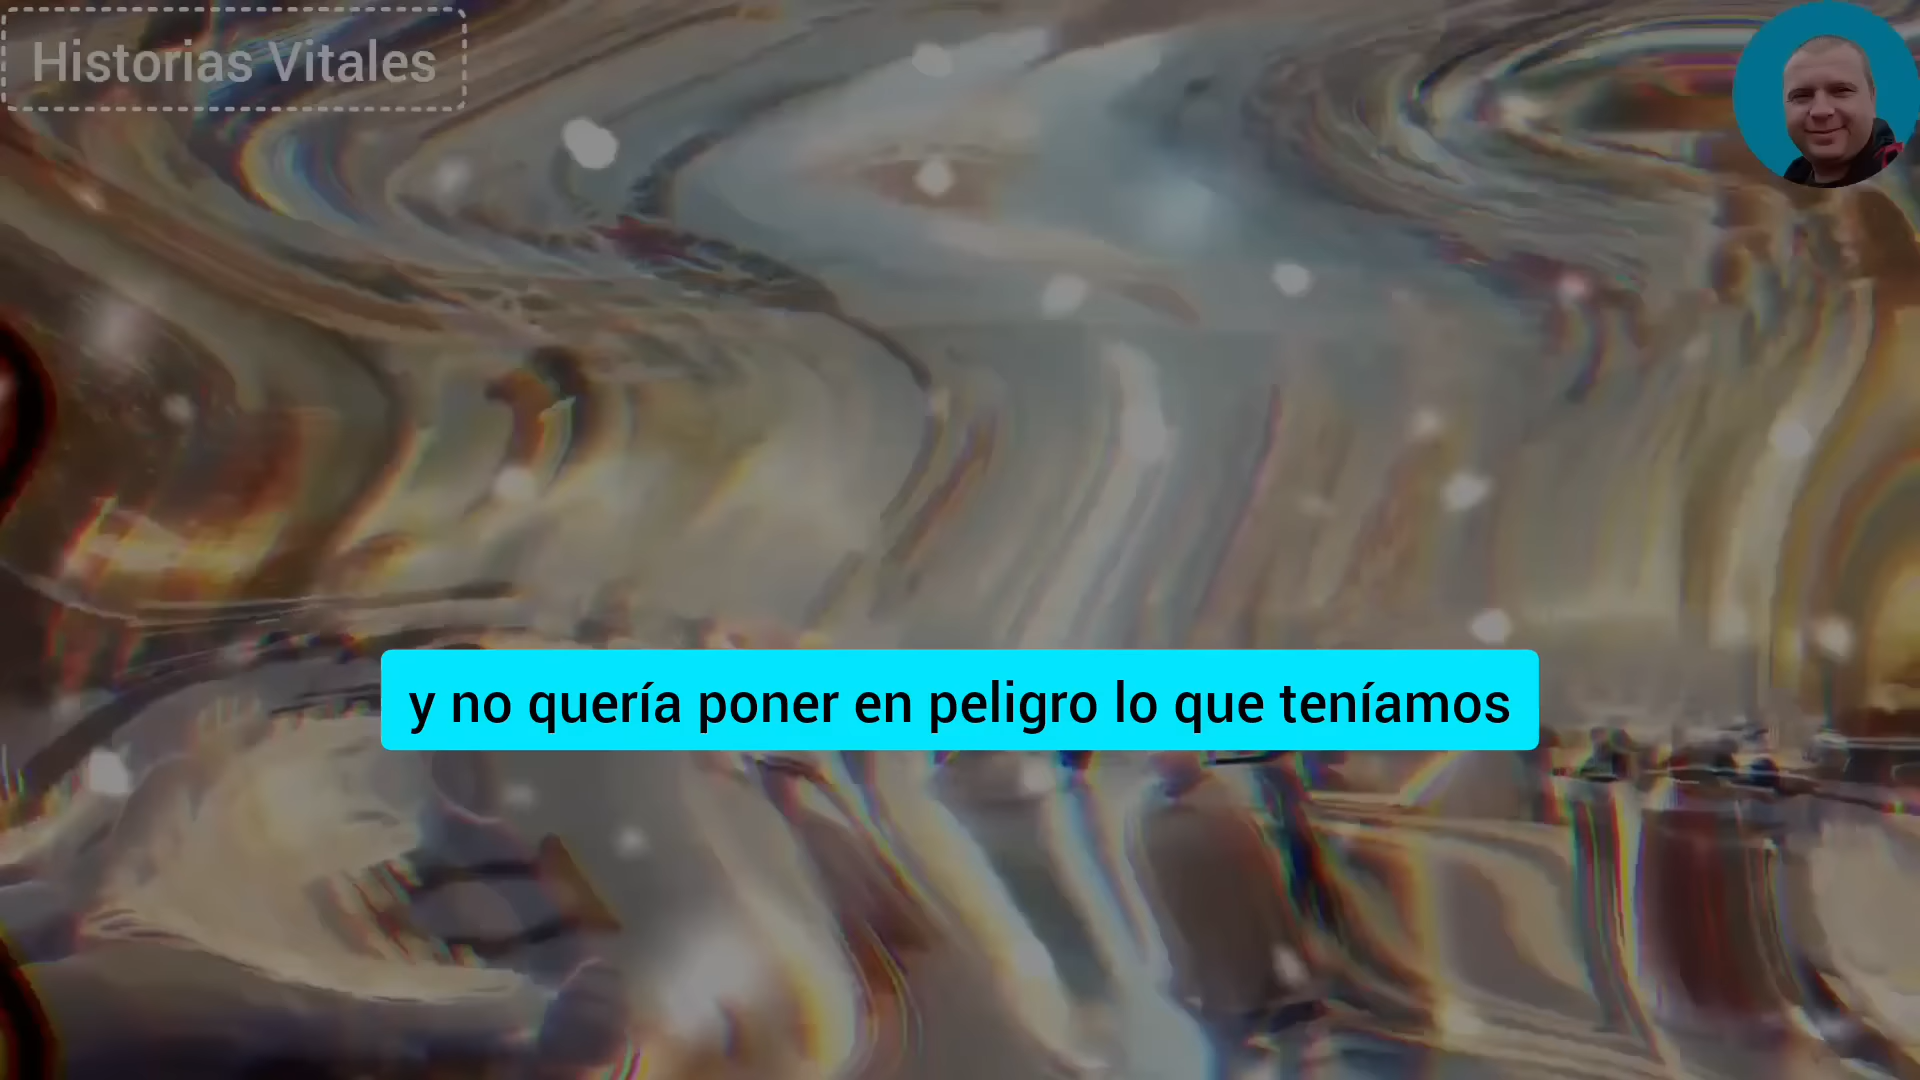 Historias Vitales
y no quería poner en peligro lo que teníamos